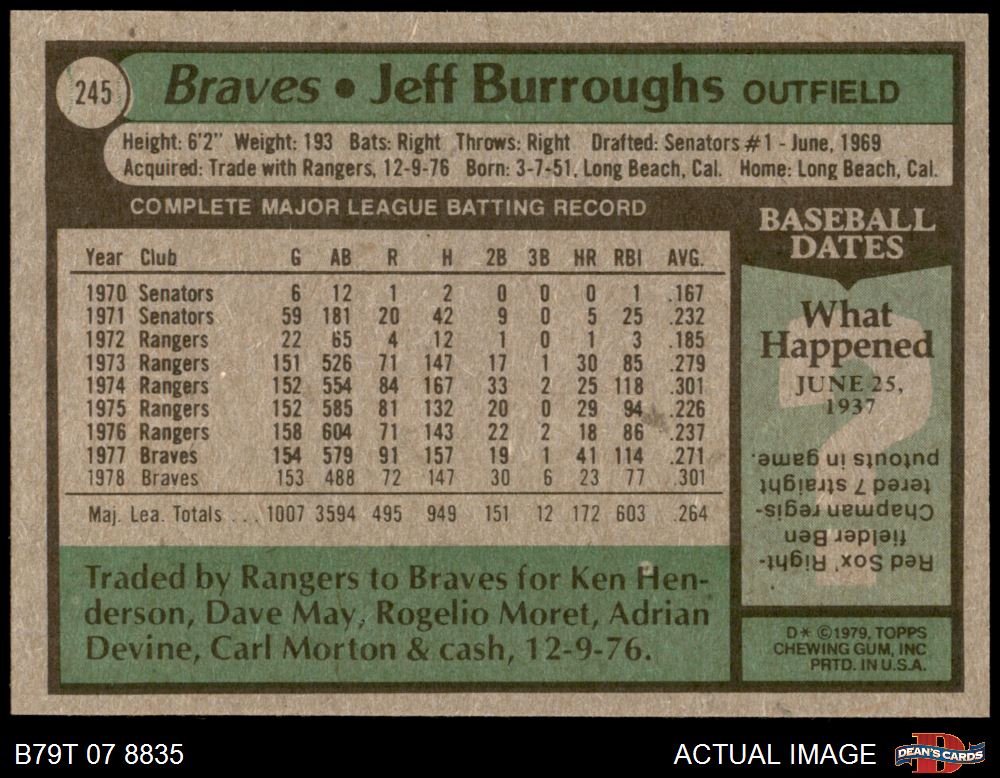 245
Braves • Jeff Burroughs OUTFIELD
Height: 6'2" Weight: 193 Bats: Right Throws: Right Drafted: Senators #1 - June, 1969
Acquired: Trade with Rangers, 12-9-76 Born: 3-7-51, Long Beach, Cal. Home: Long Beach, Cal.
COMPLETE MAJOR LEAGUE BATTING RECORD
Year Club G AB R H 2B 3B HR RBI AVG.
1970 Senators 6 12 1 2 0 0 0 1 .167
1971 Senators 59 181 20 42 9 0 5 25 .232
1972 Rangers 22 65 4 12 1 0 1 3 .185
1973 Rangers 151 526 71 147 17 1 30 85 .279
1974 Rangers 152 554 84 167 33 2 25 118 .301
1975 Rangers 152 585 81 132 20 0 29 94 .226
1976 Rangers 158 604 71 143 22 2 18 86 .237
1977 Braves 154 579 91 157 19 1 41 114 .271
1978 Braves 153 488 72 147 30 6 23 77 .301
Maj. Lea. Totals ... 1007 3594 495 949 151 12 172 603 .264
Traded by Rangers to Braves for Ken Hen-
derson, Dave May, Rogelio Moret, Adrian
Devine, Carl Morton & cash, 12-9-76.
BASEBALL
DATES
What
Happened
JUNE 25,
1937
?
Red Sox' Right-
fielder Ben
Chapman regis-
tered 7 straight
putouts in game.
D* ©1979, TOPPS
CHEWING GUM, INC
PRTD. IN U.S.A.
B79T 07 8835
ACTUAL IMAGE
D
DEAN'S CARDS